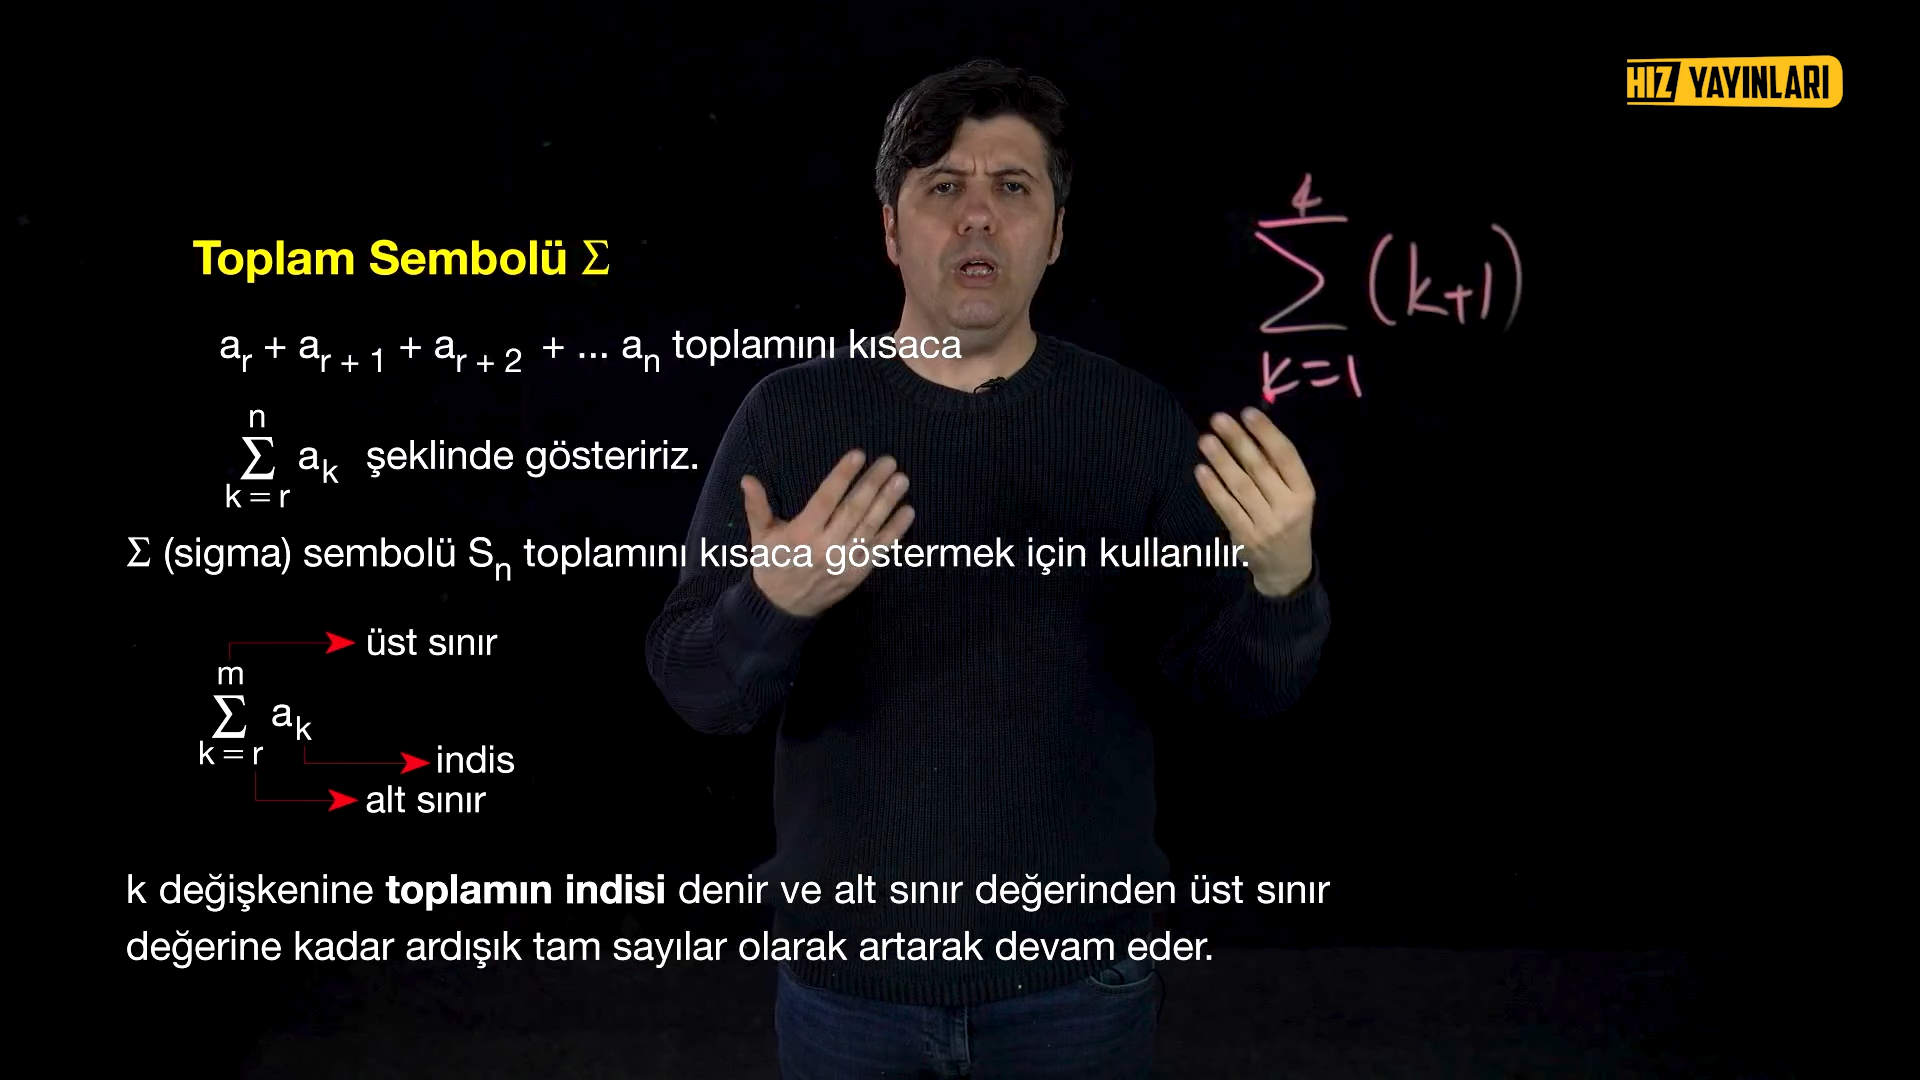 HIZ YAYINLARI
Toplam Sembolü Σ
a_r + a_{r + 1} + a_{r + 2} + ... a_n toplamını kısaca
n
Σ a_k şeklinde gösteririz.
k = r
Σ (sigma) sembolü S_n toplamını kısaca göstermek için kullanılır.
üst sınır
m
Σ a_k
k = r
indis
alt sınır
k değişkenine toplamın indisi denir ve alt sınır değerinden üst sınır
değerine kadar ardışık tam sayılar olarak artarak devam eder.
4
Σ (k+1)
k=1